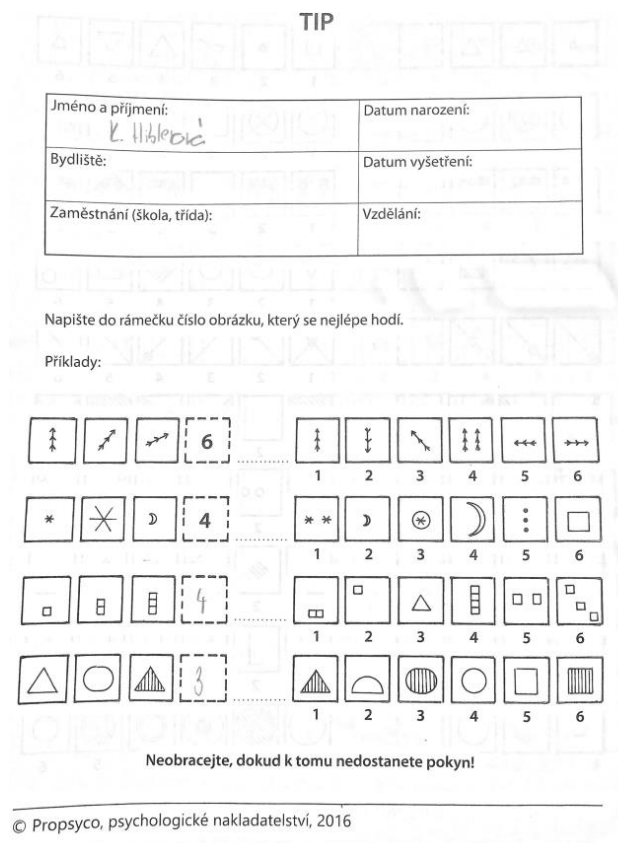 TIP
Jméno a příjmení:
Datum narození:
K.
Bydliště:
Datum vyšetření:
Zaměstnání (škola, třída):
Vzdělání:
Napište do rámečku číslo obrázku, který se nejlépe hodí.
Příklady:
6
1 2 3 4 5 6
4
1 2 3 4 5 6
4
1 2 3 4 5 6
3
1 2 3 4 5 6
Neobracejte, dokud k tomu nedostanete pokyn!
© Propsyco, psychologické nakladatelství, 2016